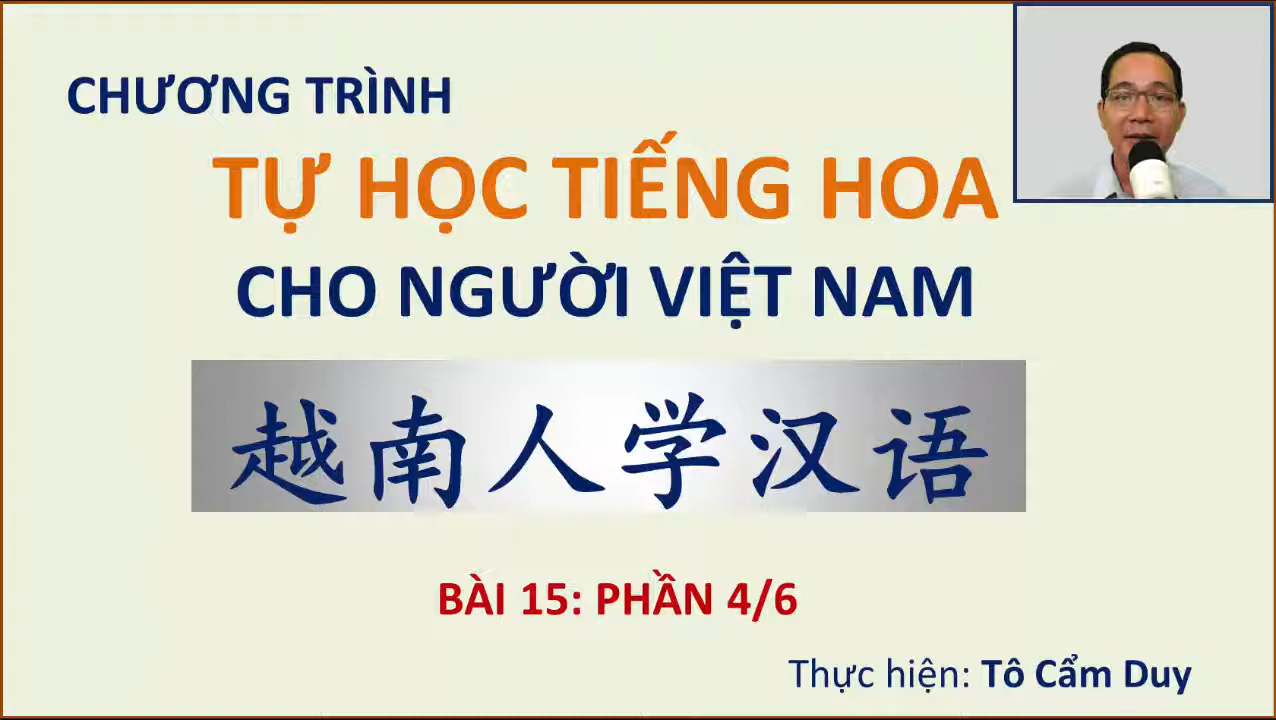 CHƯƠNG TRÌNH
TỰ HỌC TIẾNG HOA
CHO NGƯỜI VIỆT NAM
越南人学汉语
BÀI 15: PHẦN 4/6
Thực hiện: Tô Cẩm Duy